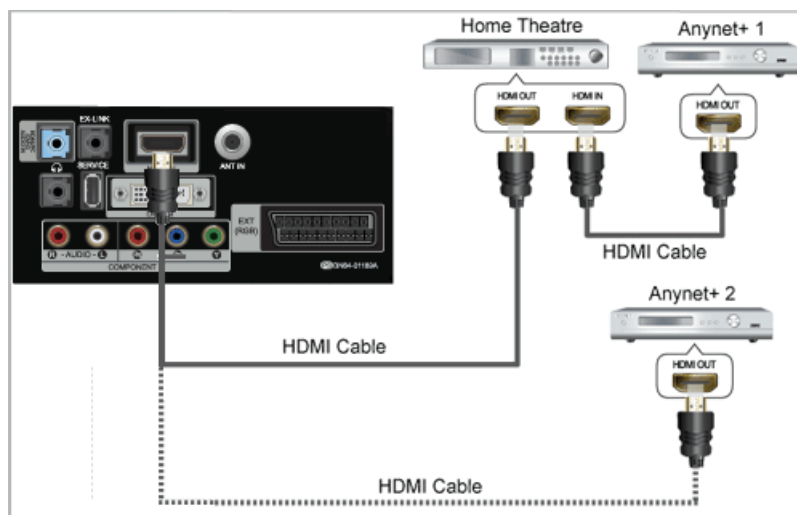 Home Theatre
Anynet+ 1
HDMI OUT
HDMI IN
HDMI OUT
EX-LINK
SERVICE
ANT IN
EXT
(RGB)
R - AUDIO - L
Y
COMPONENT
HDMI Cable
Anynet+ 2
HDMI OUT
HDMI Cable
HDMI Cable